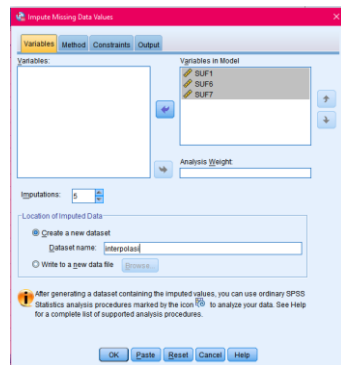 Impute Missing Data Values
Variables Method Constraints Output
Variables:
Variables in Model
SUF1
SUF6
SUF7
Analysis Weight:
Imputations: 5
Location of Imputed Data
Create a new dataset
Dataset name: interpolasi
Write to a new data file Browse...
After generating a dataset containing the imputed values, you can use ordinary SPSS
Statistics analysis procedures marked by the icon to analyze your data. See Help
for a complete list of supported analysis procedures.
OK Paste Reset Cancel Help